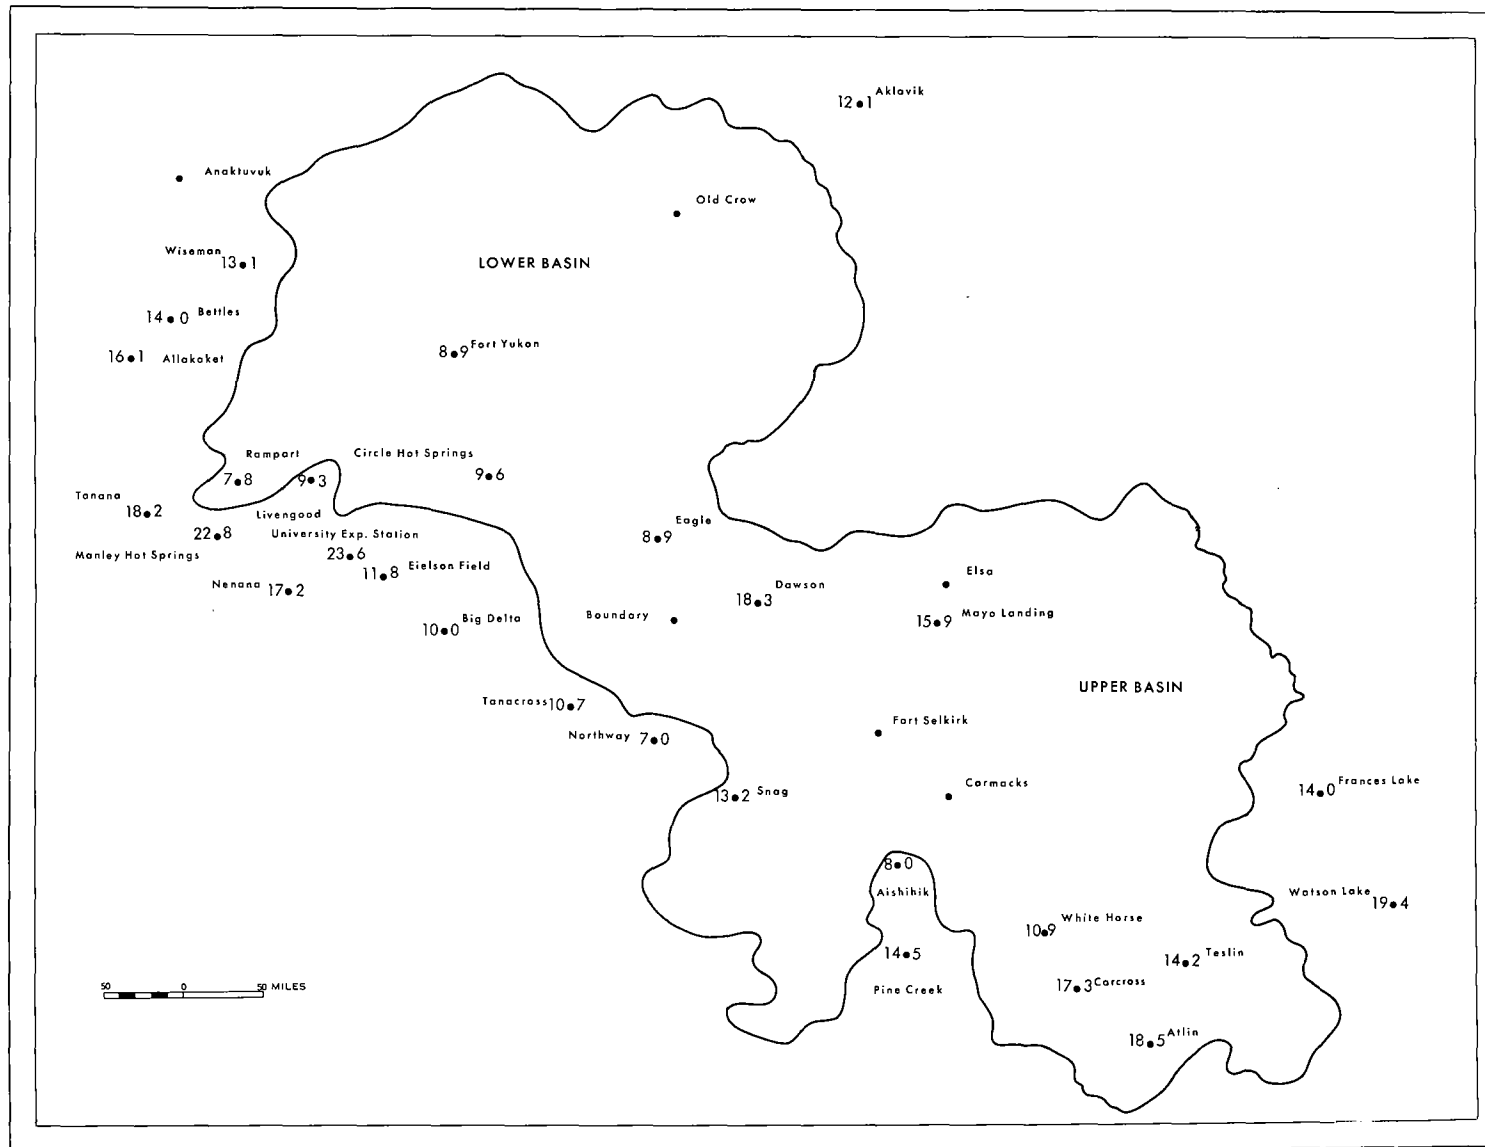 12●1 Aklavik
Anaktuvuk
Old Crow
Wiseman 13●1
LOWER BASIN
14●0 Bettles
16●1 Allakaket
8●9 Fort Yukon
Rampart
Circle Hot Springs
7●8
9●3
9●6
Tanana
18●2
Livengood
22●8
University Exp. Station
Eagle
8●9
Manley Hot Springs
23●6
11●8 Eielson Field
Nenana 17●2
Elsa
Dawson
18●3
Boundary
Mayo Landing
15●9
10●0 Big Delta
UPPER BASIN
Tanacross 10●7
Northway 7●0
Fort Selkirk
13●2 Snag
Carmacks
14●0 Frances Lake
8●0
Aishihik
Watson Lake 19●4
White Horse
10●9
14●5
Teslin
14●2
Pine Creek
17●3 Carcross
50 0 50 MILES
18●5 Atlin